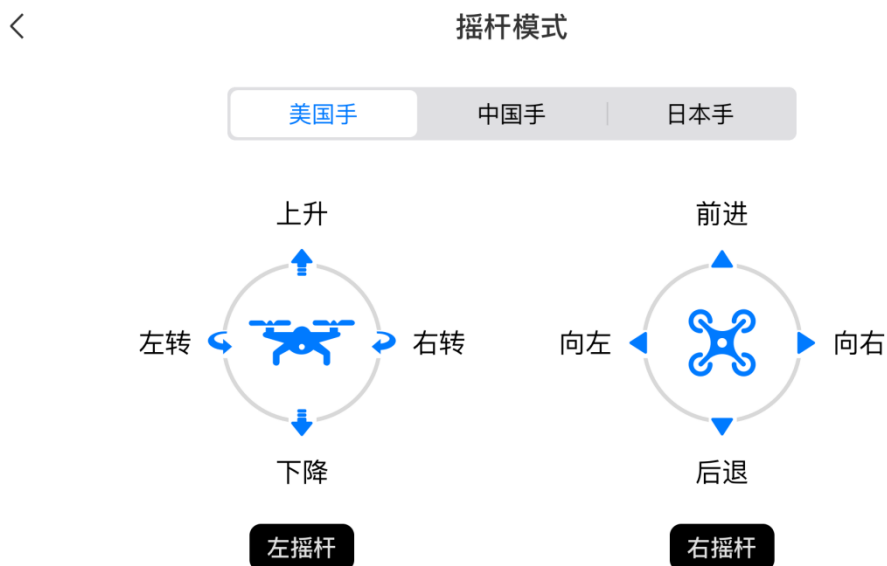 摇杆模式
美国手 中国手 日本手
上升 前进
左转 右转 向左 向右
下降 后退
左摇杆 右摇杆